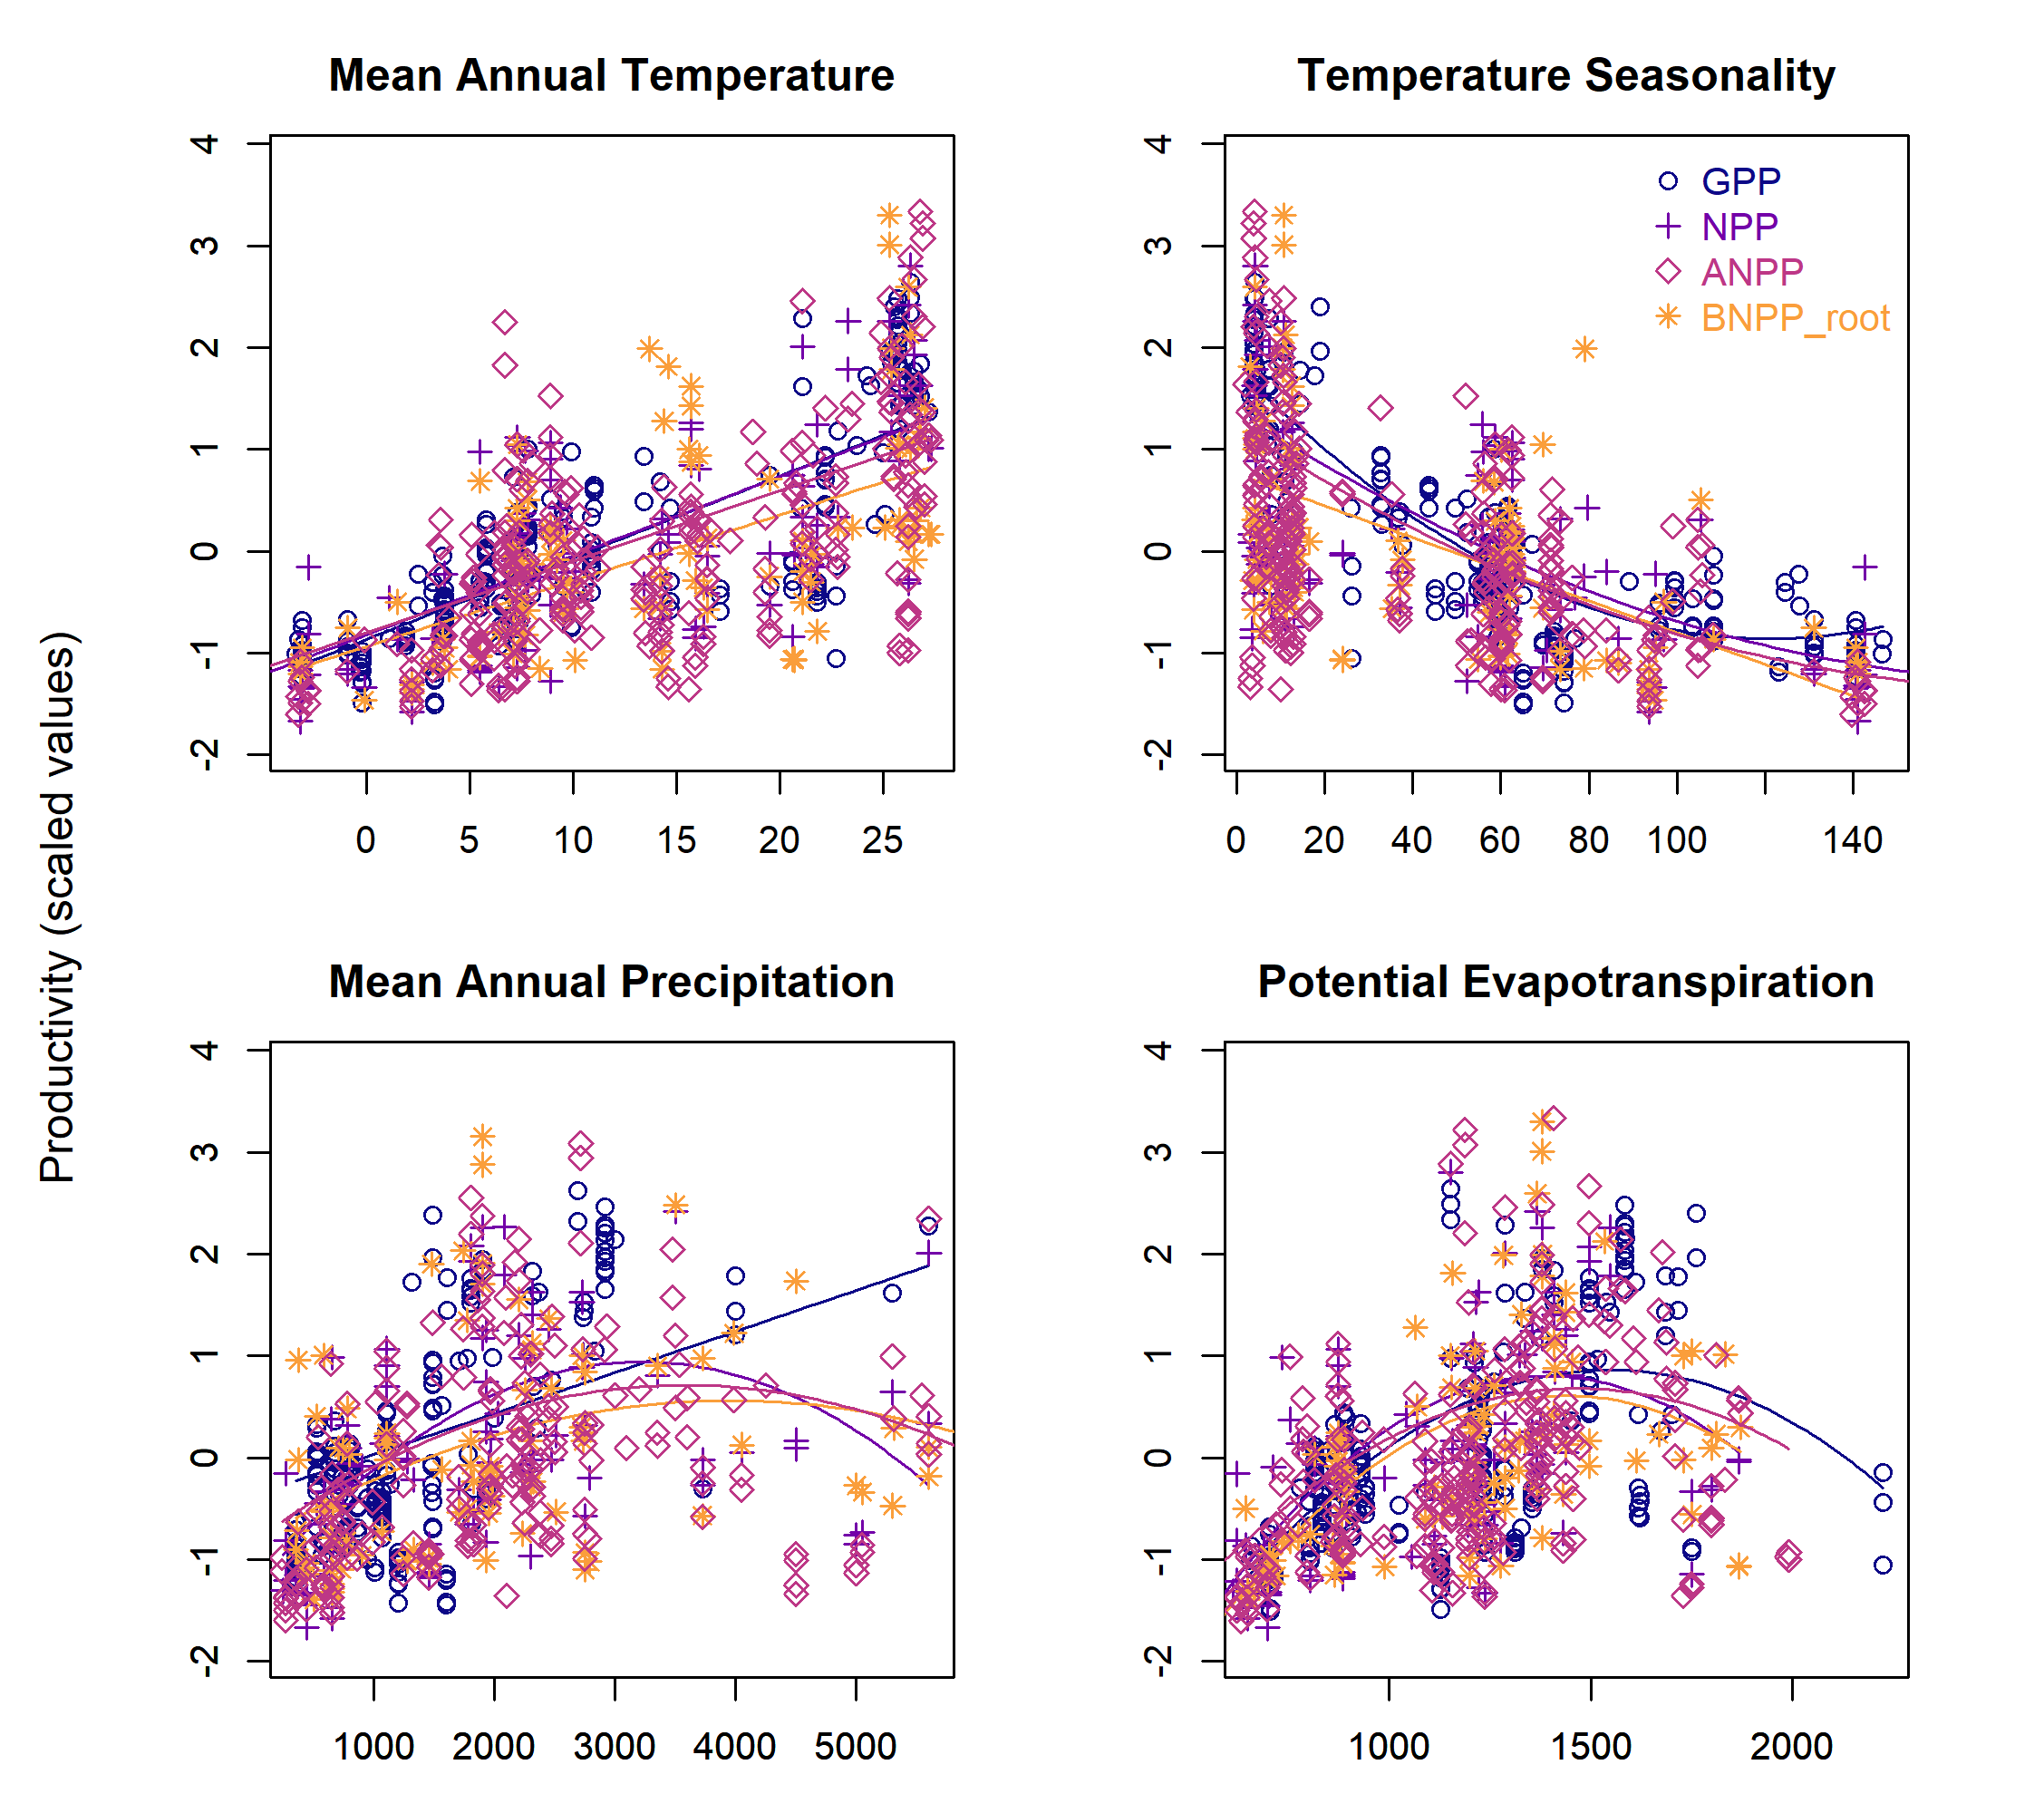 Mean Annual Temperature
Temperature Seasonality
4
3
2
1
0
-1
-2
0 5 10 15 20 25
4
3
2
1
0
-1
-2
GPP
NPP
ANPP
BNPP_root
0 20 40 60 80 100 140
Productivity (scaled values)
Mean Annual Precipitation
Potential Evapotranspiration
4
3
2
1
0
-1
-2
1000 2000 3000 4000 5000
4
3
2
1
0
-1
-2
1000 1500 2000